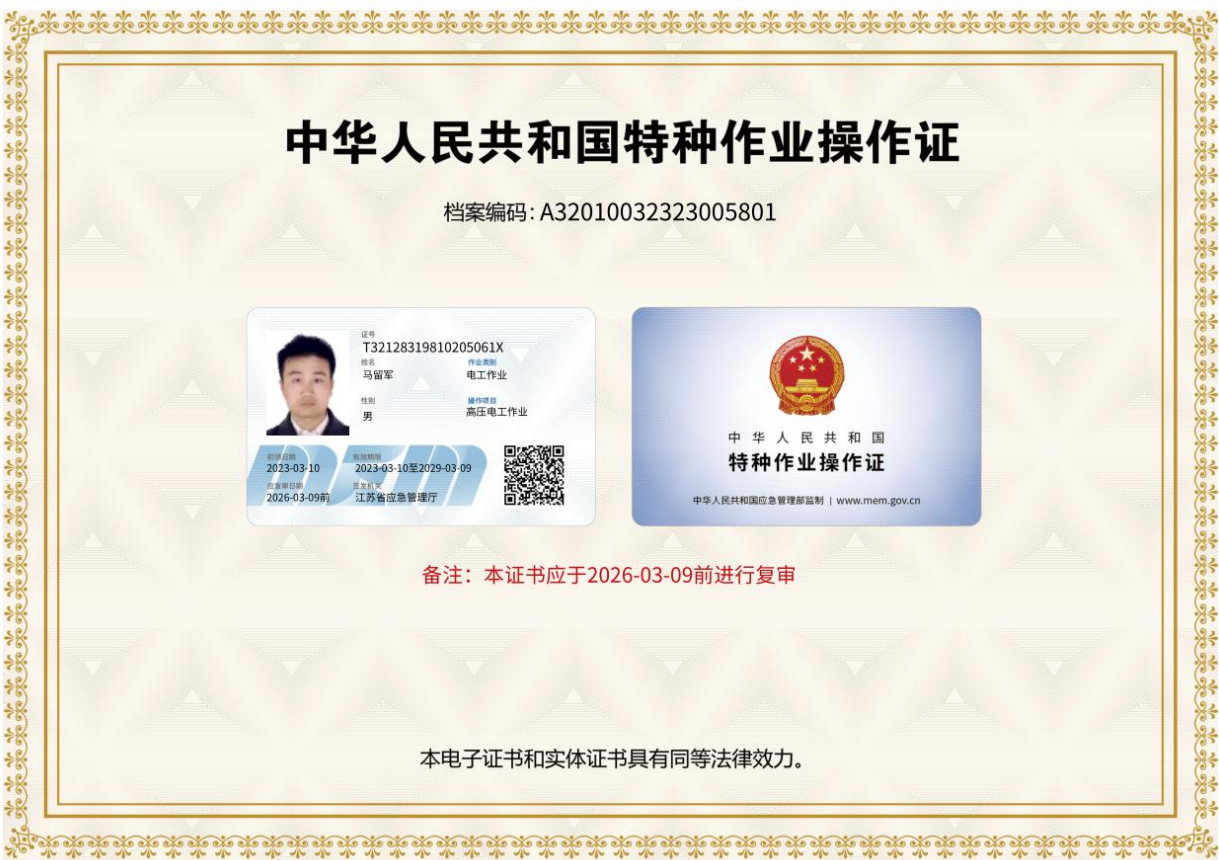 中华人民共和国特种作业操作证
档案编码：A32010032323005801
证号
T32128319810205061X
姓名
作业类别
马留军
电工作业
性别
操作项目
男
高压电工作业
初领日期
有效期限
2023-03-10
2023-03-10至2029-03-09
应复审日期
签发机关
2026-03-09前
江苏省应急管理厅
中华人民共和国
特种作业操作证
中华人民共和国应急管理部监制 | www.mem.gov.cn
备注：本证书应于2026-03-09前进行复审
本电子证书和实体证书具有同等法律效力。